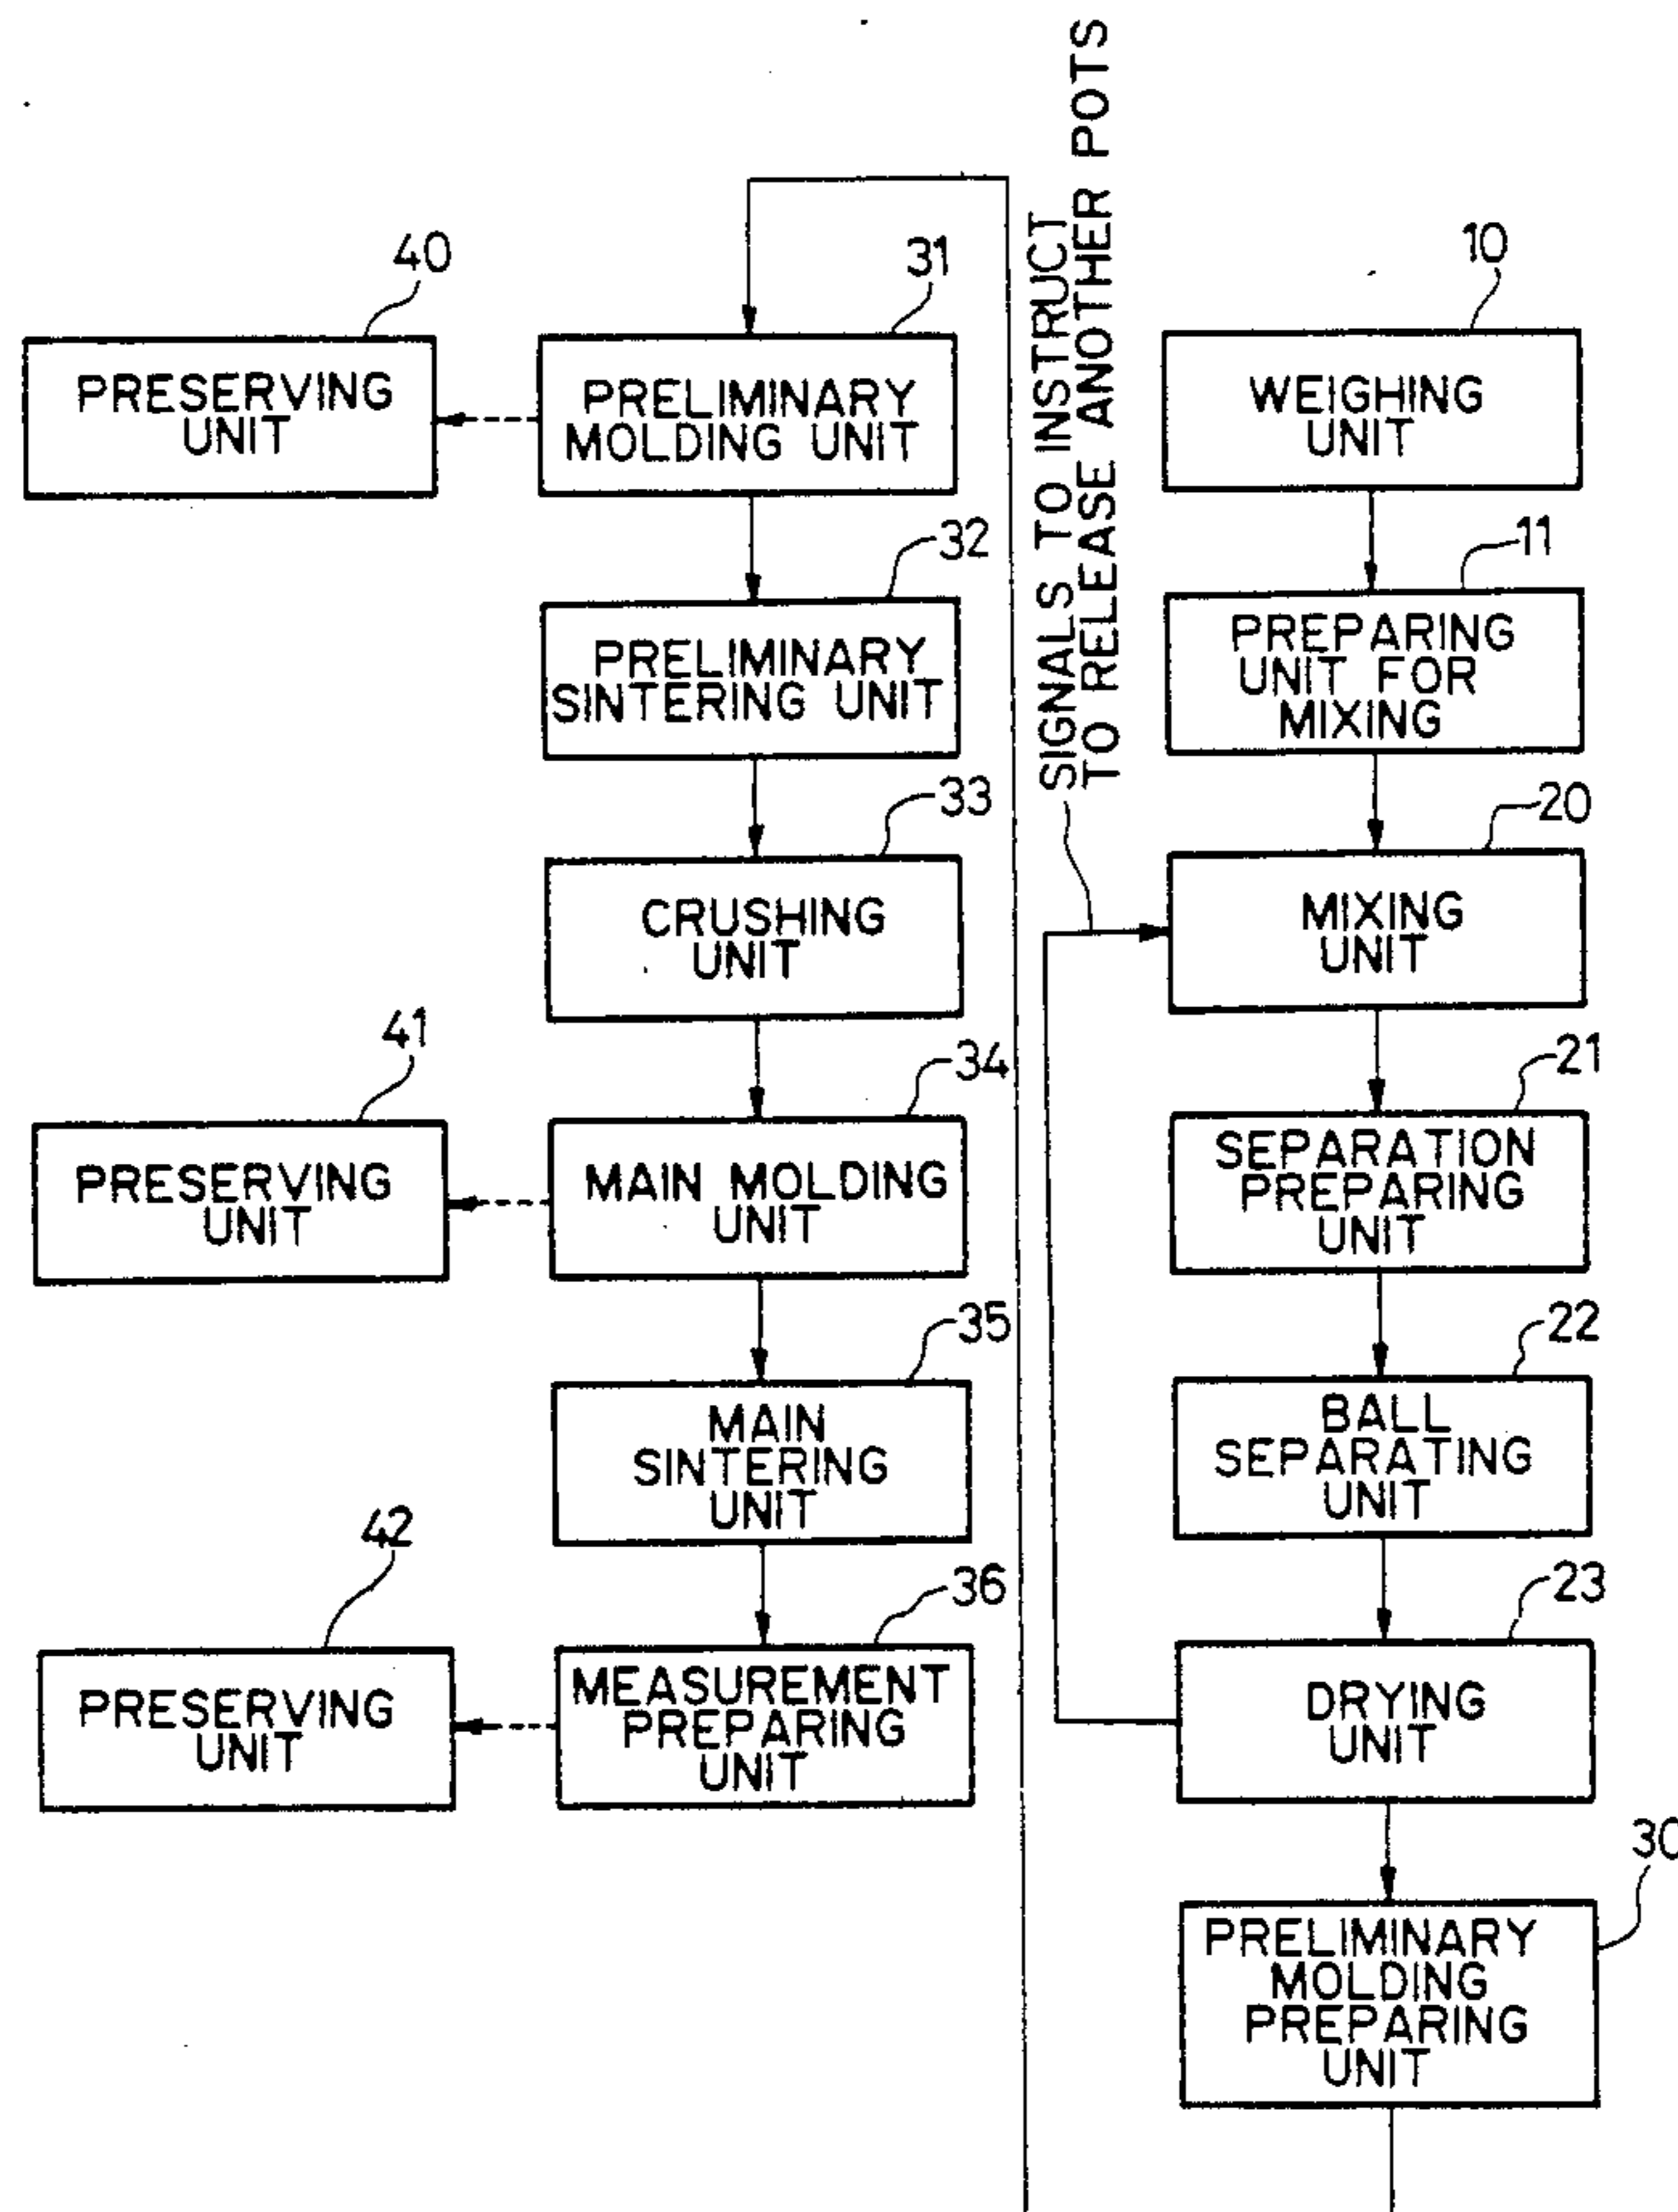 SIGNALS TO INSTRUCT
TO RELEASE ANOTHER POTS
10
WEIGHING
UNIT
11
PREPARING
UNIT FOR
MIXING
20
MIXING
UNIT
21
SEPARATION
PREPARING
UNIT
22
BALL
SEPARATING
UNIT
23
DRYING
UNIT
30
PRELIMINARY
MOLDING
PREPARING
UNIT
31
PRELIMINARY
MOLDING UNIT
40
PRESERVING
UNIT
32
PRELIMINARY
SINTERING UNIT
33
CRUSHING
UNIT
34
MAIN MOLDING
UNIT
41
PRESERVING
UNIT
35
MAIN
SINTERING
UNIT
36
MEASUREMENT
PREPARING
UNIT
42
PRESERVING
UNIT